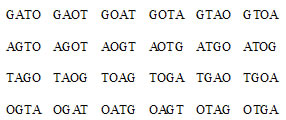 GATO GAOT GOAT GOTA GTAO GTOA
AGTO AGOT AOGT AOTG ATGO ATOG
TAGO TAOG TOAG TOGA TGAO TGOA
OGTA OGAT OATG OAGT OTAG OTGA